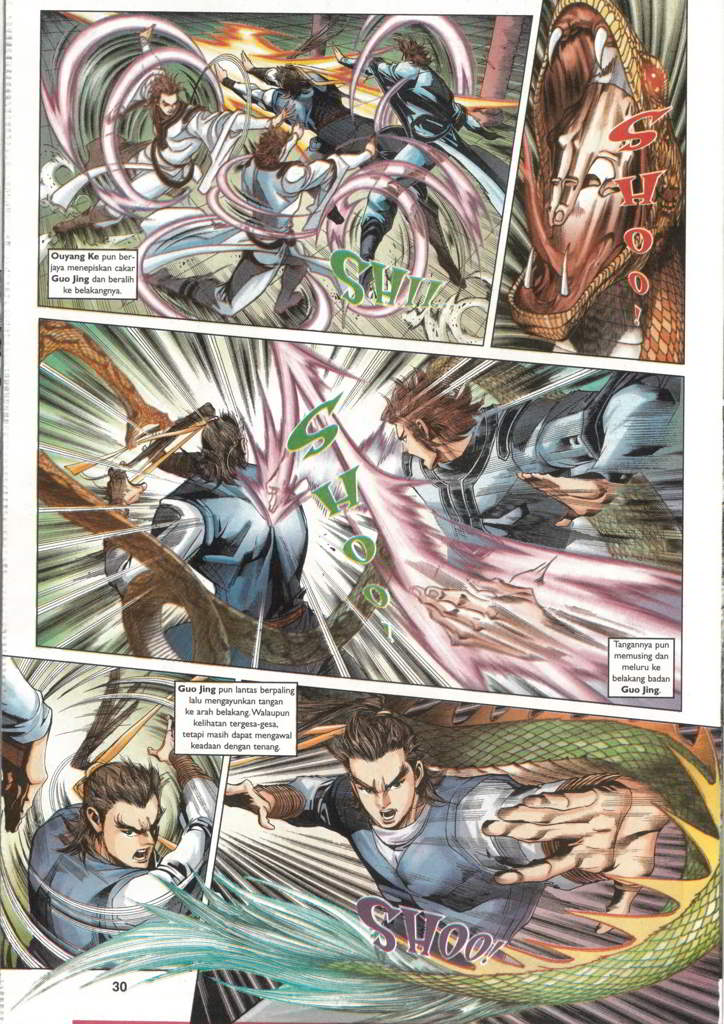 Ouyang Ke pun ber-
jaya menepiskan cakar
Guo Jing dan beralih
ke belakangnya.
SHII
SHOO!
SHOO!
Tangannya pun
memusing dan
meluru ke
belakang badan
Guo Jing.
Guo Jing pun lantas berpaling
lalu mengayunkan tangan
ke arah belakang. Walaupun
kelihatan tergesa-gesa,
tetapi masih dapat mengawal
keadaan dengan tenang.
SHOO!
30